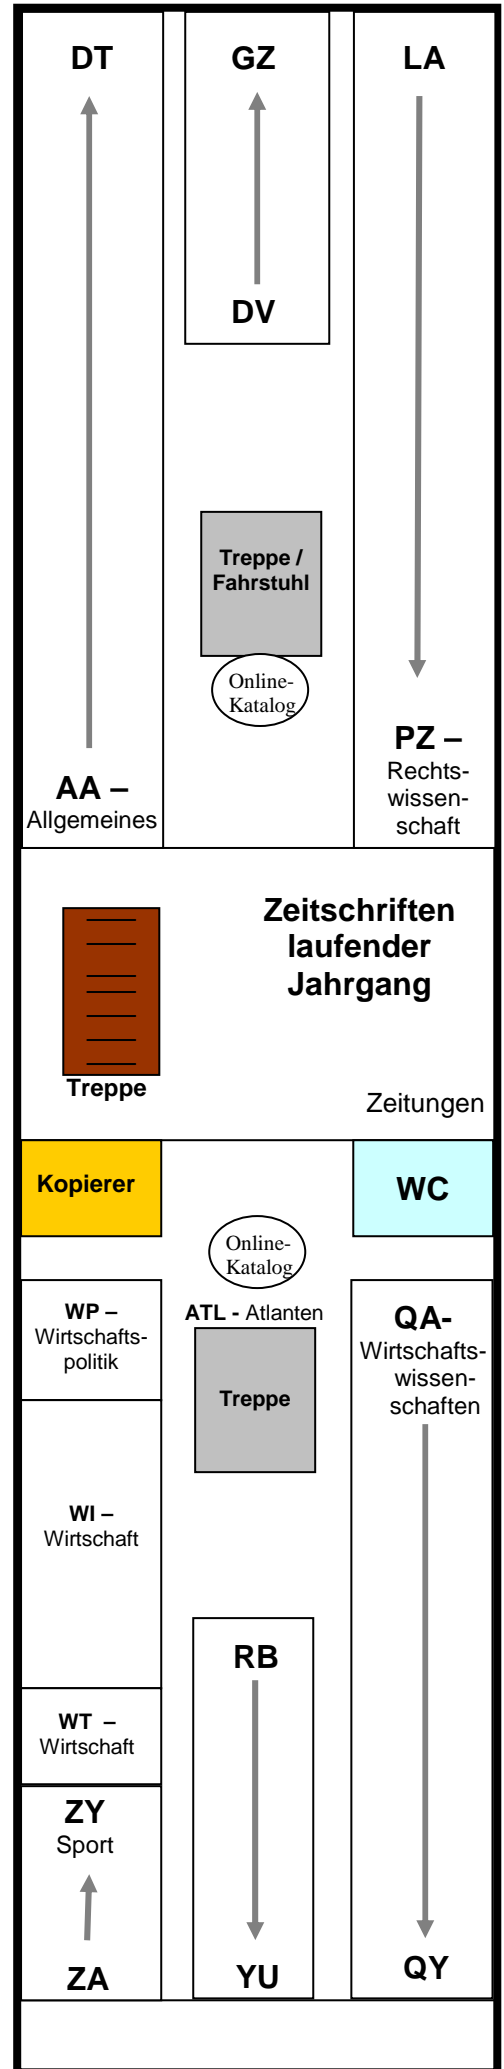 DT
GZ
LA
DV
Treppe /
Fahrstuhl
Online-
Katalog
AA –
Allgemeines
PZ –
Rechts-
wissen-
schaft
Zeitschriften
laufender
Jahrgang
Treppe
Zeitungen
Kopierer
WC
Online-
Katalog
WP –
Wirtschafts-
politik
ATL - Atlanten
Treppe
QA-
Wirtschafts-
wissen-
schaften
WI –
Wirtschaft
RB
WT –
Wirtschaft
ZY
Sport
ZA
YU
QY